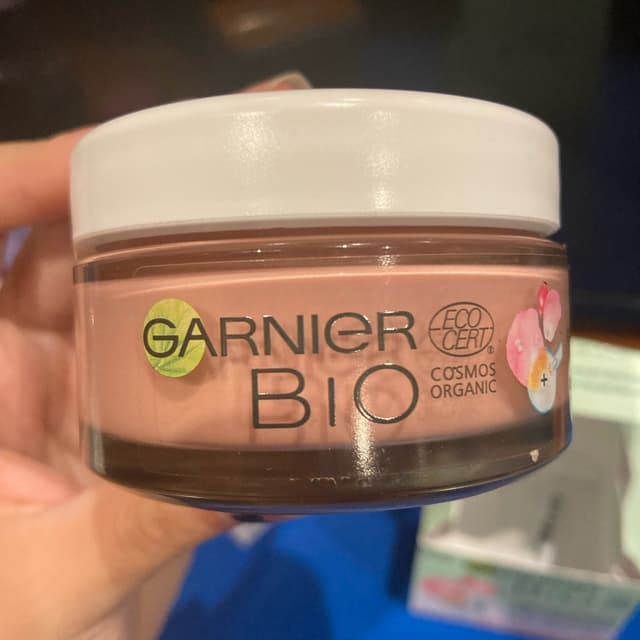 GARNIER
BIO
ECO
CERT
®
COSMOS
ORGANIC
+